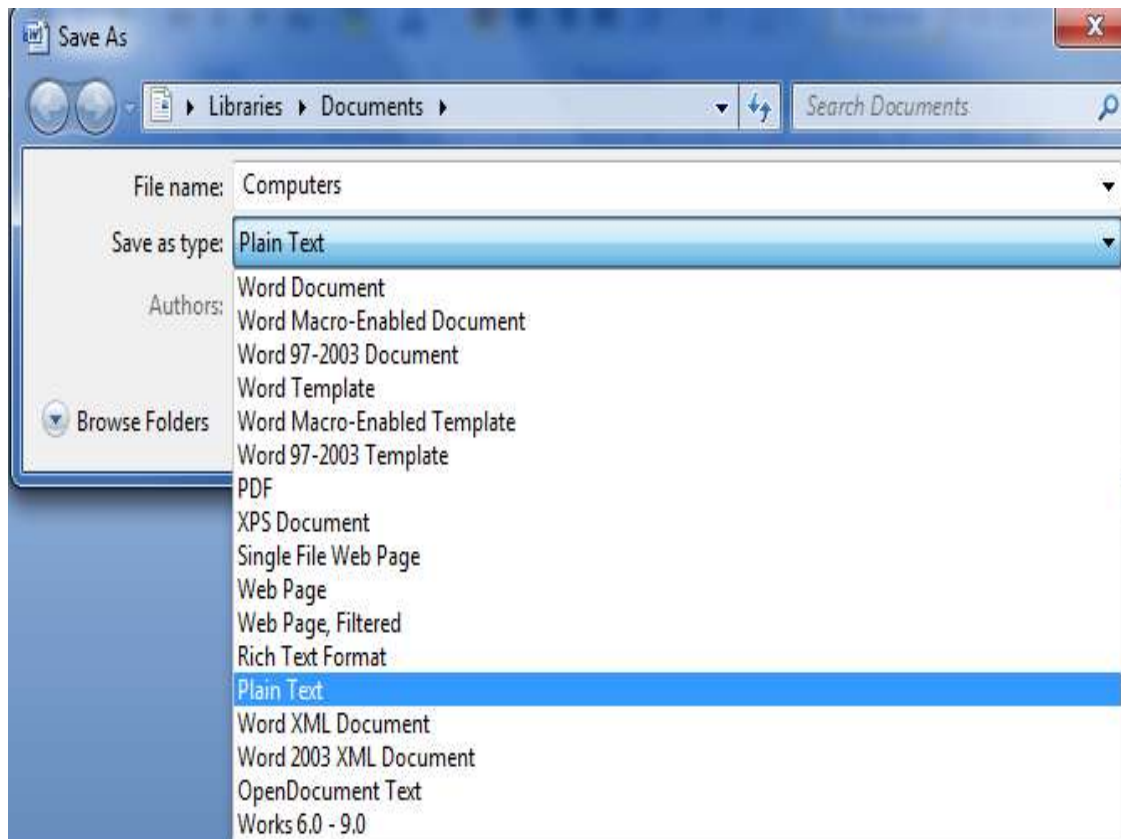 Save As
Libraries Documents
Search Documents
File name: Computers
Save as type: Plain Text
Authors:
Browse Folders
Word Document
Word Macro-Enabled Document
Word 97-2003 Document
Word Template
Word Macro-Enabled Template
Word 97-2003 Template
PDF
XPS Document
Single File Web Page
Web Page
Web Page, Filtered
Rich Text Format
Plain Text
Word XML Document
Word 2003 XML Document
OpenDocument Text
Works 6.0 - 9.0